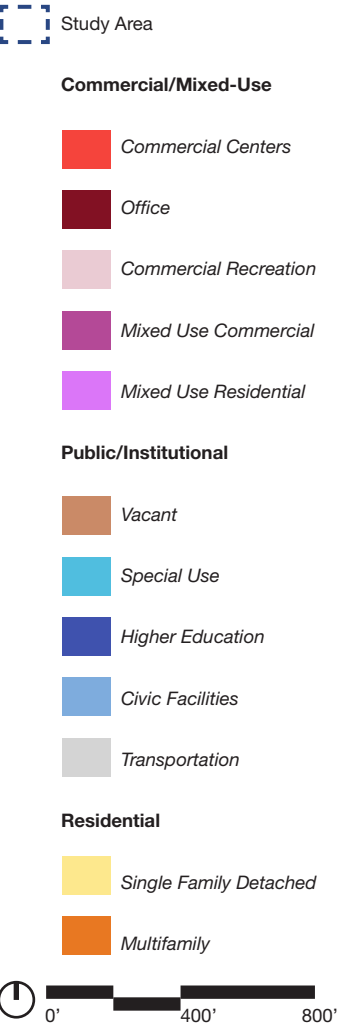 Study Area
Commercial/Mixed-Use
Commercial Centers
Office
Commercial Recreation
Mixed Use Commercial
Mixed Use Residential
Public/Institutional
Vacant
Special Use
Higher Education
Civic Facilities
Transportation
Residential
Single Family Detached
Multifamily
0' 400' 800'